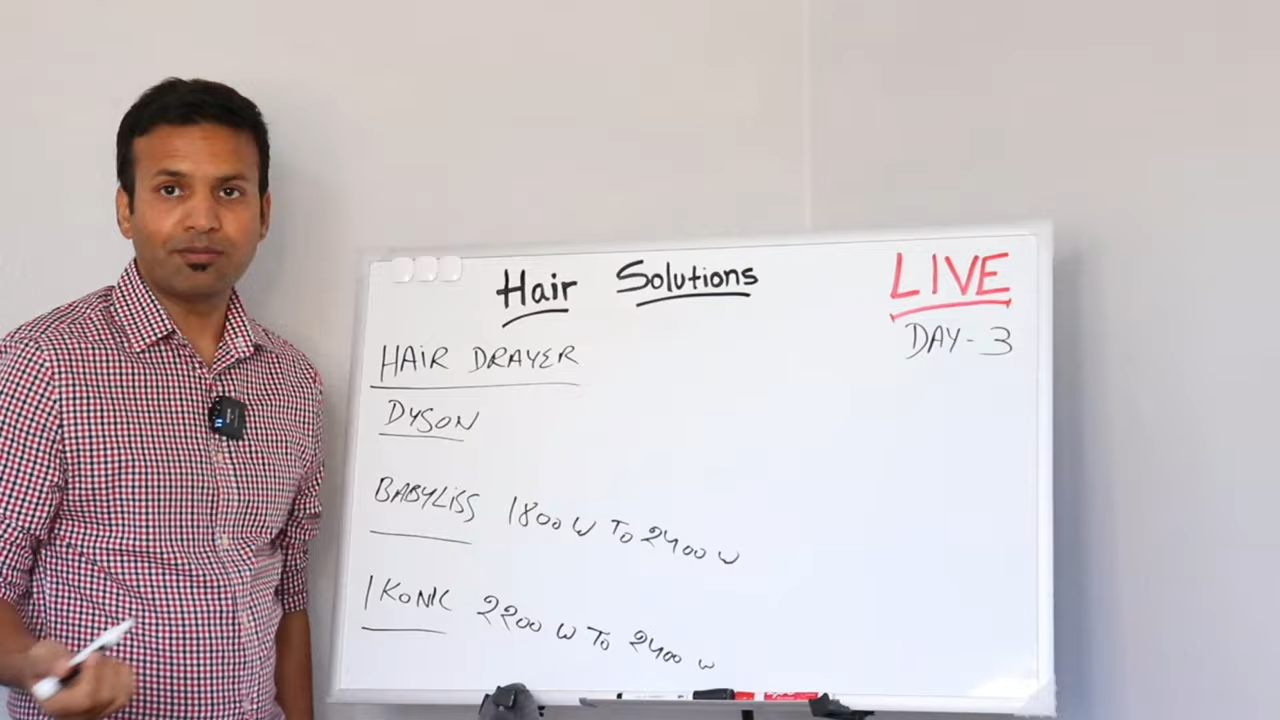 Hair Solutions
LIVE
DAY-3
HAiR DRAYER
DYSON
BABYLiSS 1800 W To 2400 W
IKONIC 2200 W To 2400 W